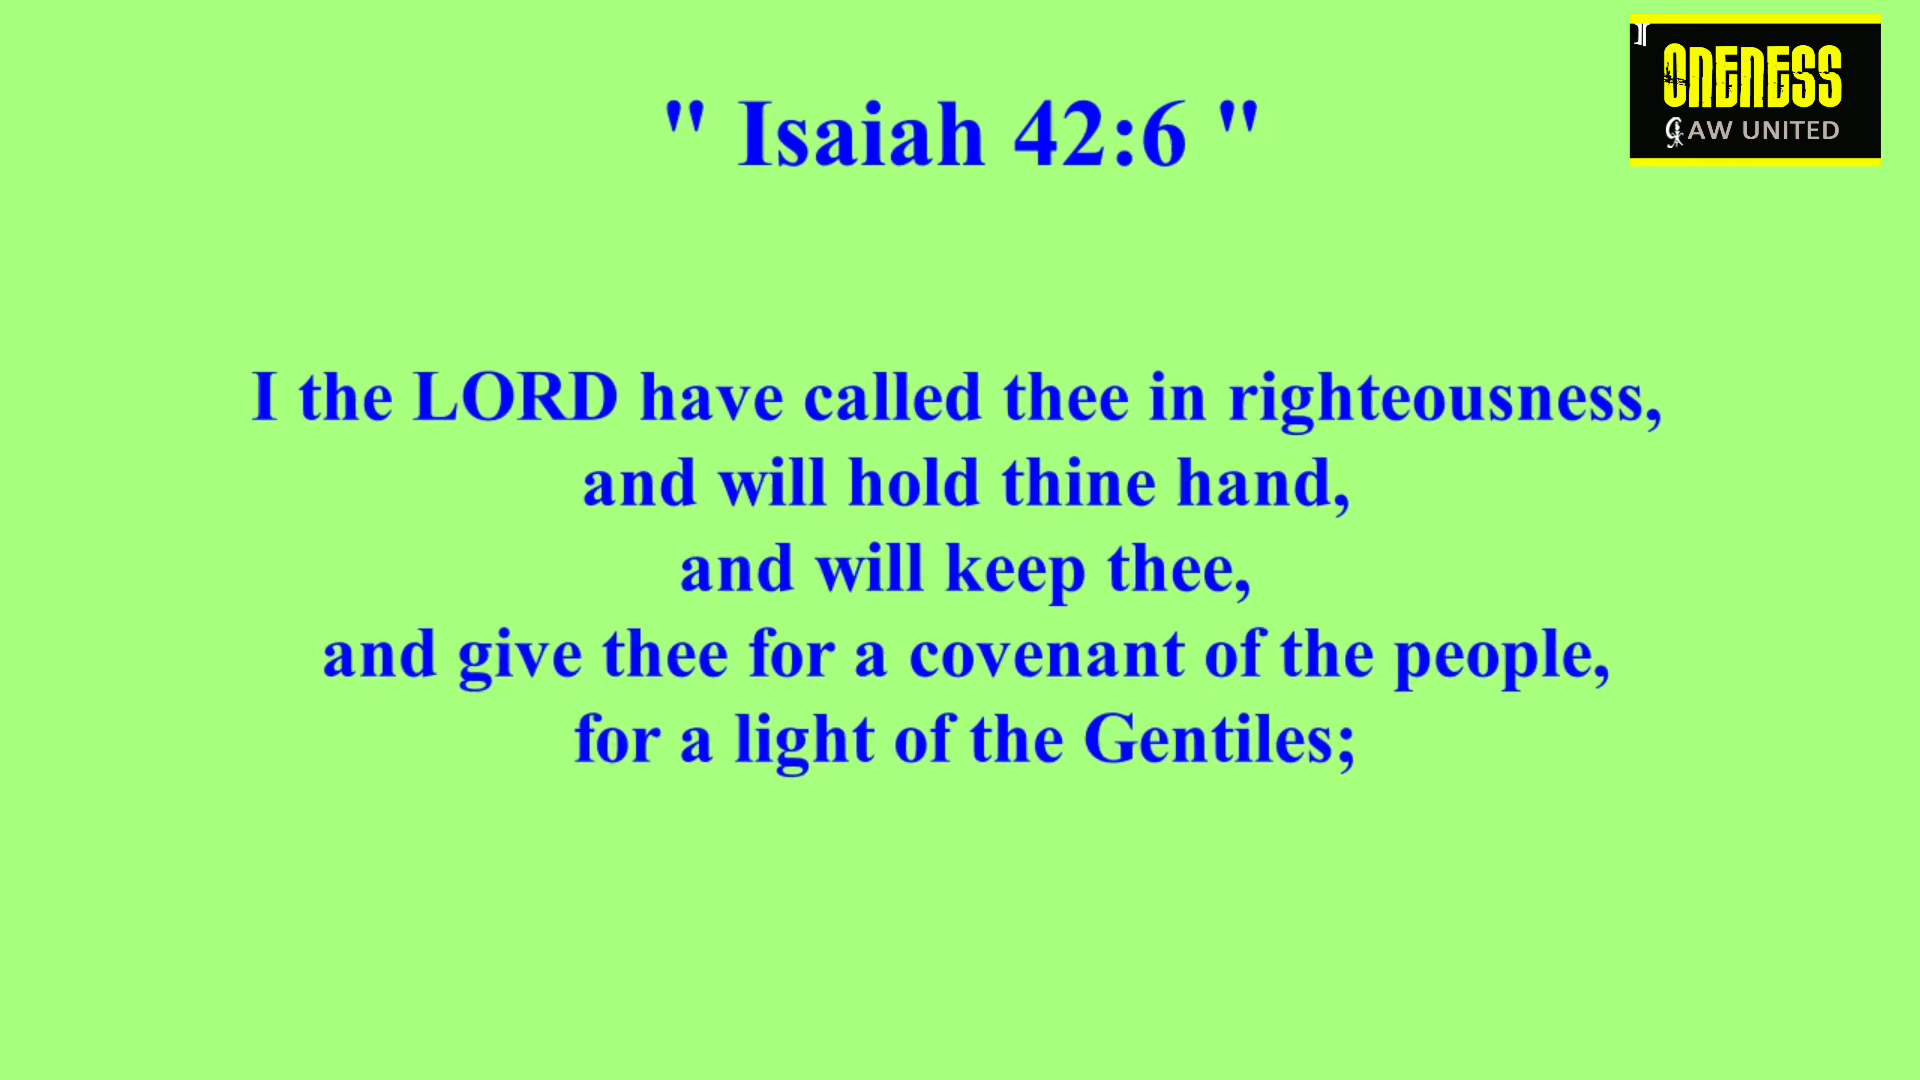 " Isaiah 42:6 "
ONENESS
AW UNITED
I the LORD have called thee in righteousness,
and will hold thine hand,
and will keep thee,
and give thee for a covenant of the people,
for a light of the Gentiles;